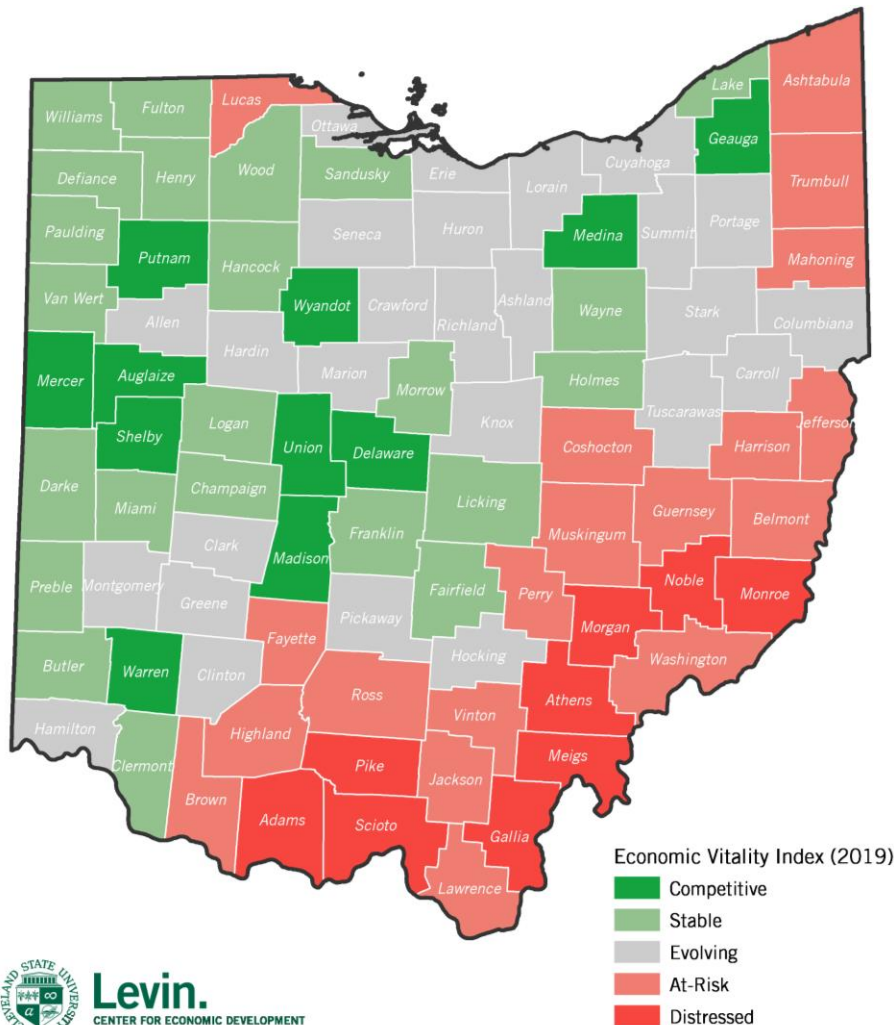 Ashtabula
Lake
Geauga
Williams
Fulton
Lucas
Ottawa
Cuyahoga
Trumbull
Defiance
Henry
Wood
Sandusky
Erie
Lorain
Medina
Summit
Portage
Paulding
Putnam
Hancock
Seneca
Huron
Mahoning
Van Wert
Allen
Wyandot
Crawford
Richland
Ashland
Wayne
Stark
Columbiana
Mercer
Auglaize
Hardin
Marion
Morrow
Holmes
Carroll
Tuscarawas
Shelby
Logan
Union
Delaware
Knox
Coshocton
Harrison
Jefferson
Darke
Miami
Champaign
Licking
Muskingum
Guernsey
Belmont
Clark
Madison
Franklin
Preble
Montgomery
Greene
Pickaway
Fairfield
Perry
Noble
Monroe
Morgan
Butler
Warren
Clinton
Fayette
Hocking
Washington
Hamilton
Clermont
Highland
Ross
Vinton
Athens
Brown
Pike
Jackson
Meigs
Adams
Scioto
Gallia
Lawrence
Economic Vitality Index (2019)
Competitive
Stable
Evolving
At-Risk
Distressed
CLEVELAND STATE UNIVERSITY
Levin.
CENTER FOR ECONOMIC DEVELOPMENT